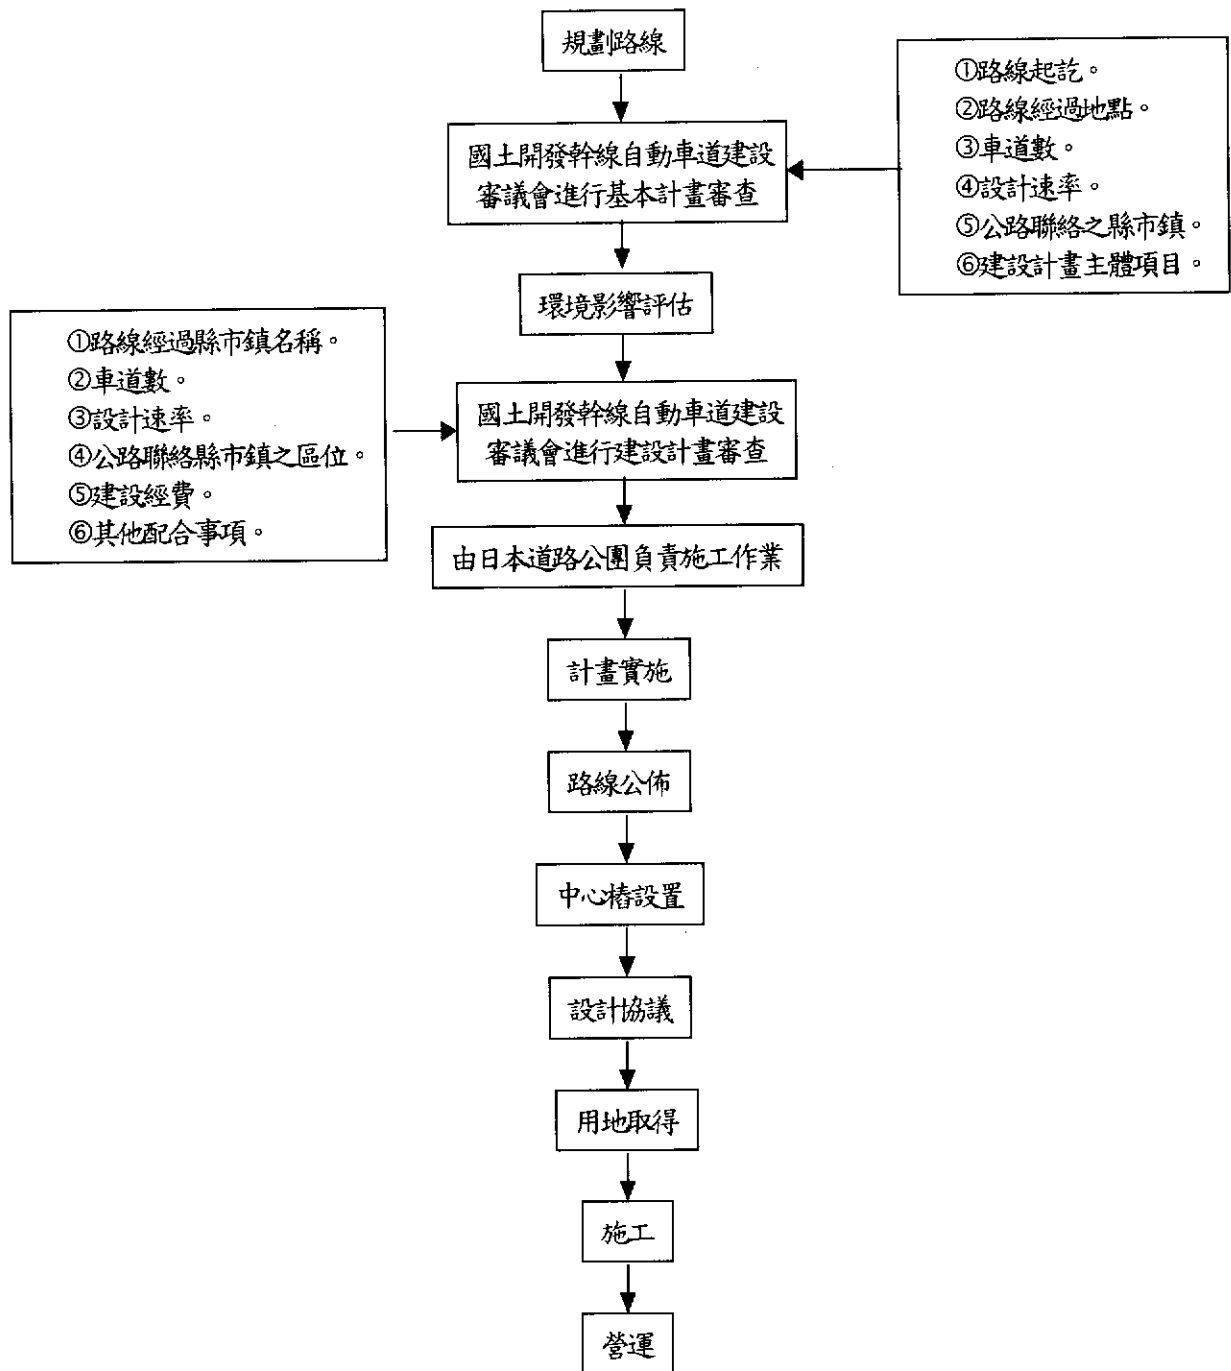 規劃路線
①路線起訖。
②路線經過地點。
③車道數。
④設計速率。
⑤公路聯絡之縣市鎮。
⑥建設計畫主體項目。
國土開發幹線自動車道建設
審議會進行基本計畫審查
環境影響評估
①路線經過縣市鎮名稱。
②車道數。
③設計速率。
④公路聯絡縣市鎮之區位。
⑤建設經費。
⑥其他配合事項。
國土開發幹線自動車道建設
審議會進行建設計畫審查
由日本道路公團負責施工作業
計畫實施
路線公佈
中心樁設置
設計協議
用地取得
施工
營運